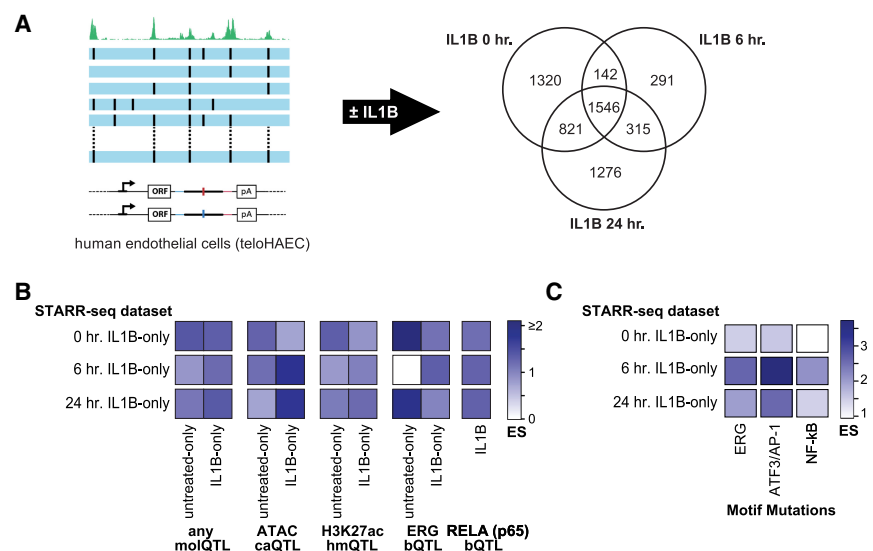 A
ORF
pA
ORF
pA
human endothelial cells (teloHAEC)
± IL1B
IL1B 0 hr.
IL1B 6 hr.
1320
142
291
1546
821
315
1276
IL1B 24 hr.
B
STARR-seq dataset
0 hr. IL1B-only
6 hr. IL1B-only
24 hr. IL1B-only
≥2
1
0
ES
untreated-only
IL1B-only
untreated-only
IL1B-only
untreated-only
IL1B-only
untreated-only
IL1B-only
IL1B
any molQTL
ATAC caQTL
H3K27ac hmQTL
ERG bQTL
RELA (p65) bQTL
C
STARR-seq dataset
0 hr. IL1B-only
6 hr. IL1B-only
24 hr. IL1B-only
3
2
1
ES
ERG
ATF3/AP-1
NF-kB
Motif Mutations